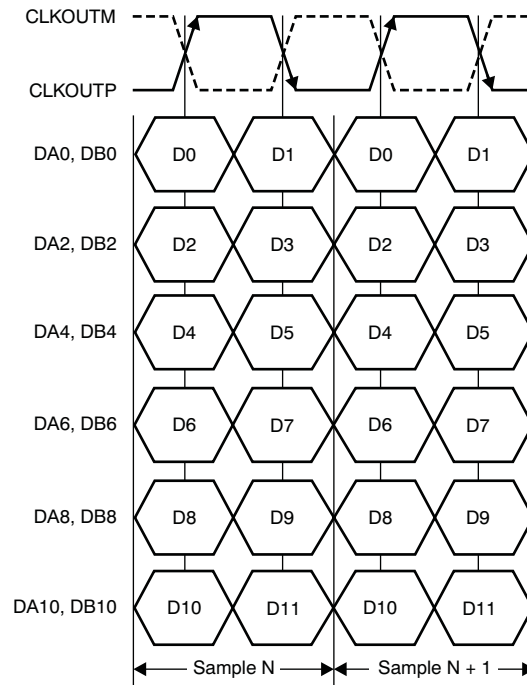 CLKOUTM
CLKOUTP
DA0, DB0 D0 D1 D0 D1
DA2, DB2 D2 D3 D2 D3
DA4, DB4 D4 D5 D4 D5
DA6, DB6 D6 D7 D6 D7
DA8, DB8 D8 D9 D8 D9
DA10, DB10 D10 D11 D10 D11
Sample N Sample N + 1